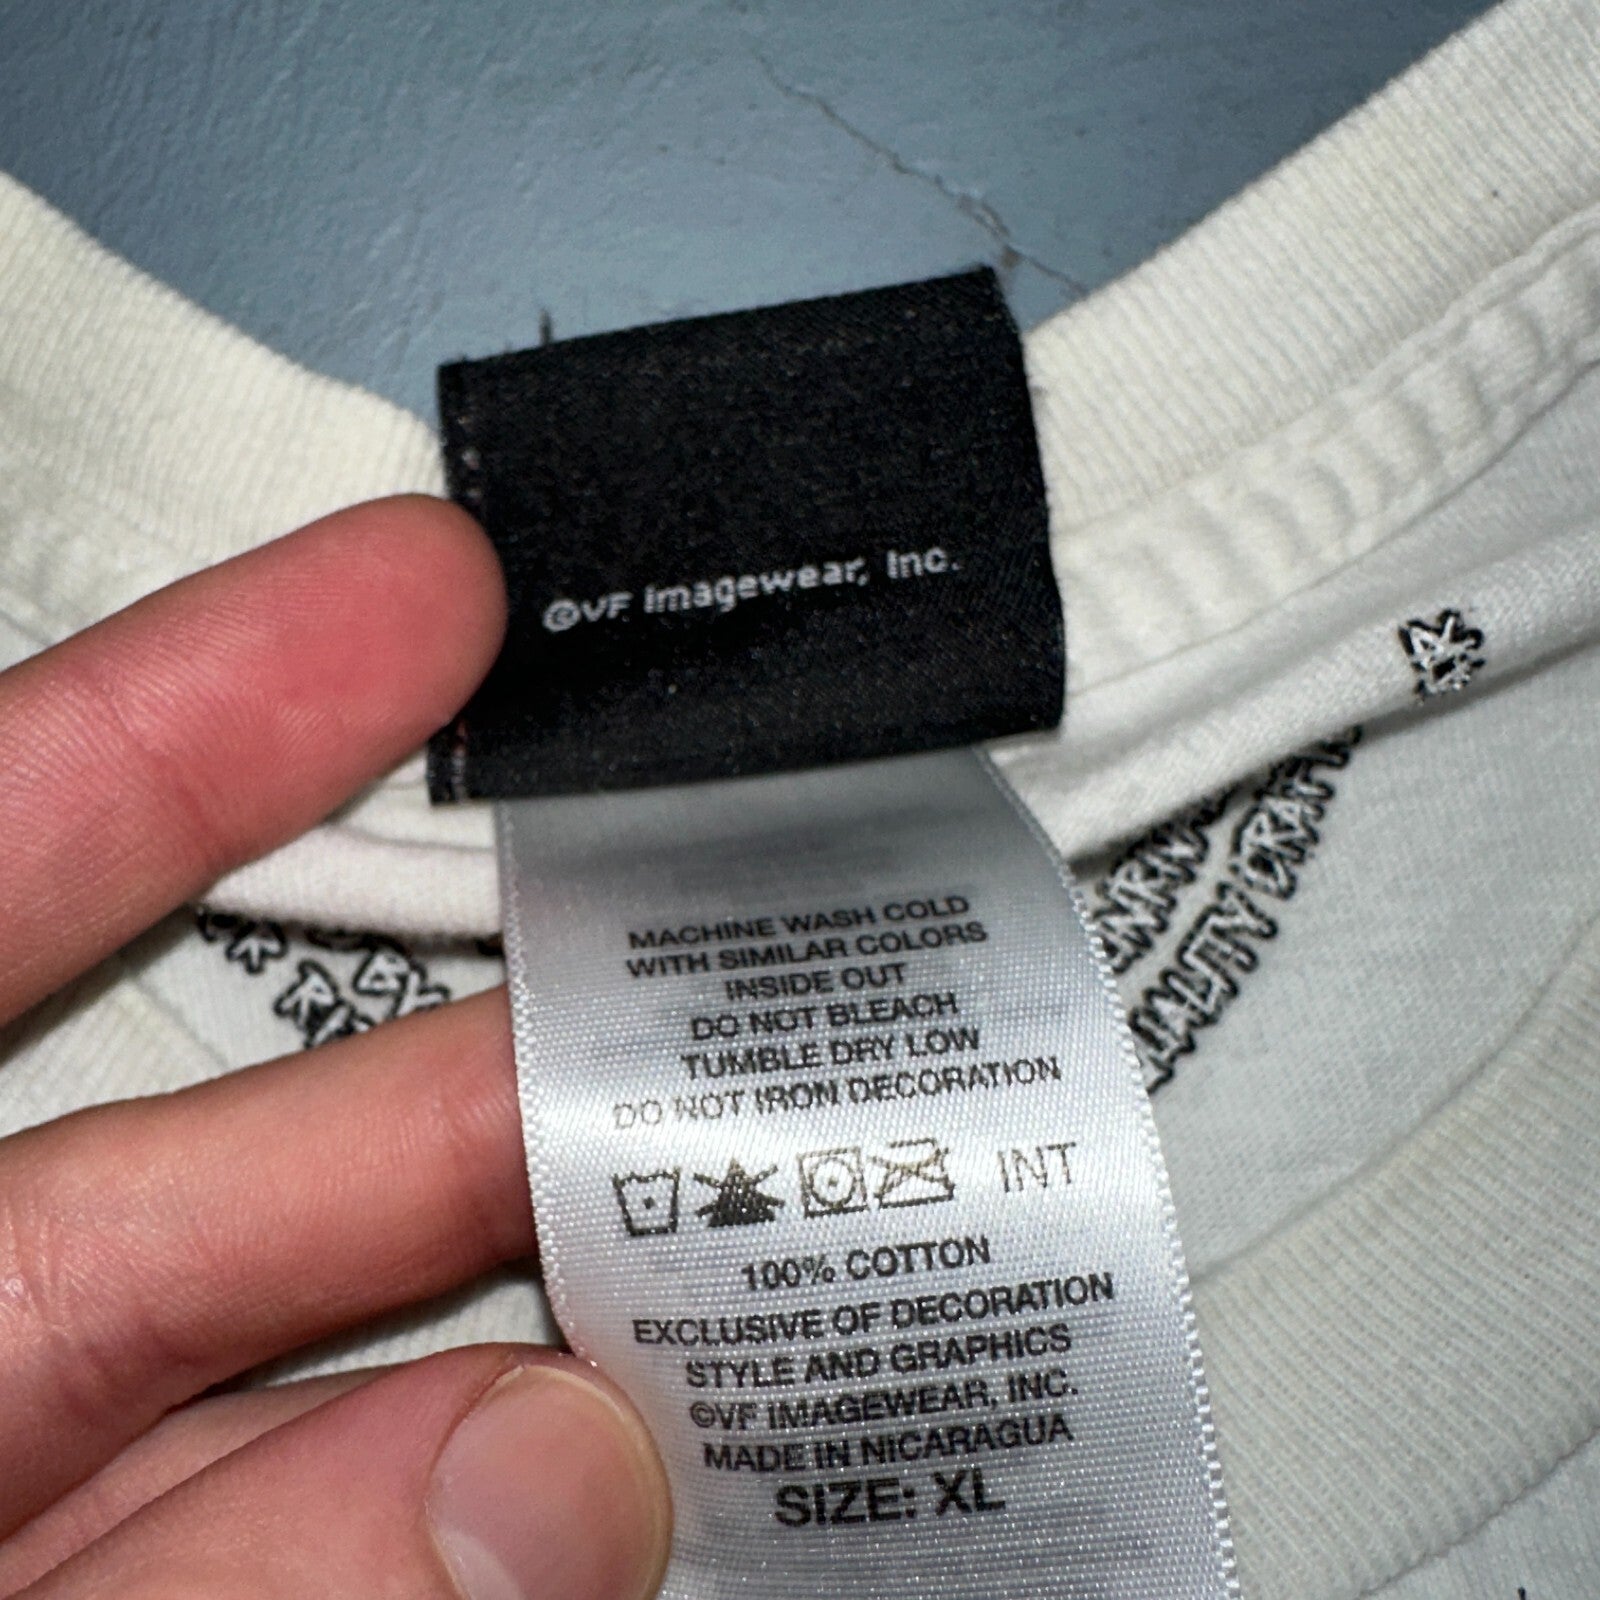 ©VF Imagewear, Inc.
MACHINE WASH COLD
WITH SIMILAR COLORS
INSIDE OUT
DO NOT BLEACH
TUMBLE DRY LOW
DO NOT IRON DECORATION
INT
100% COTTON
EXCLUSIVE OF DECORATION
STYLE AND GRAPHICS
©VF IMAGEWEAR, INC.
MADE IN NICARAGUA
SIZE: XL
QUALITY